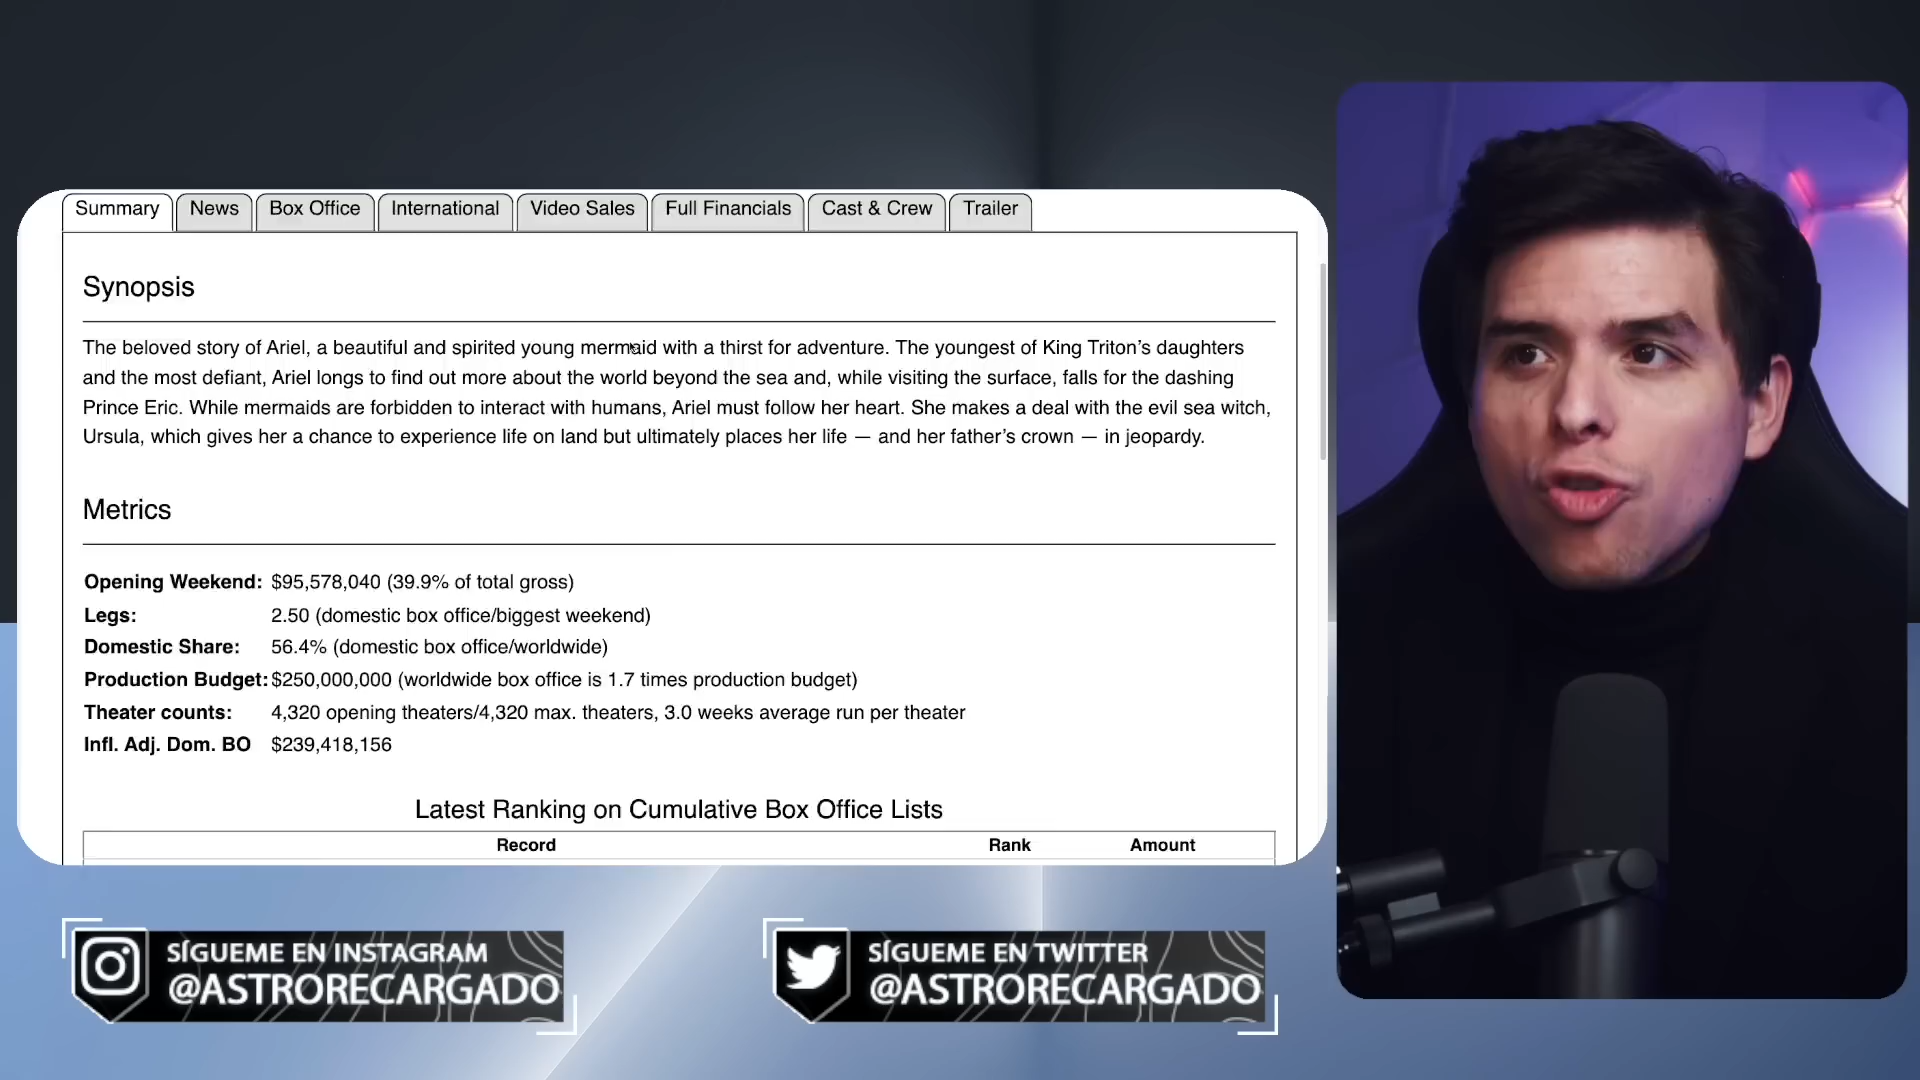 Summary News Box Office International Video Sales Full Financials Cast & Crew Trailer
Synopsis
The beloved story of Ariel, a beautiful and spirited young mermaid with a thirst for adventure. The youngest of King Triton’s daughters
and the most defiant, Ariel longs to find out more about the world beyond the sea and, while visiting the surface, falls for the dashing
Prince Eric. While mermaids are forbidden to interact with humans, Ariel must follow her heart. She makes a deal with the evil sea witch,
Ursula, which gives her a chance to experience life on land but ultimately places her life — and her father’s crown — in jeopardy.
Metrics
Opening Weekend: $95,578,040 (39.9% of total gross)
Legs: 2.50 (domestic box office/biggest weekend)
Domestic Share: 56.4% (domestic box office/worldwide)
Production Budget: $250,000,000 (worldwide box office is 1.7 times production budget)
Theater counts: 4,320 opening theaters/4,320 max. theaters, 3.0 weeks average run per theater
Infl. Adj. Dom. BO $239,418,156
Latest Ranking on Cumulative Box Office Lists
Record Rank Amount
SÍGUEME EN INSTAGRAM
@ASTRORECARGADO
SÍGUEME EN TWITTER
@ASTRORECARGADO